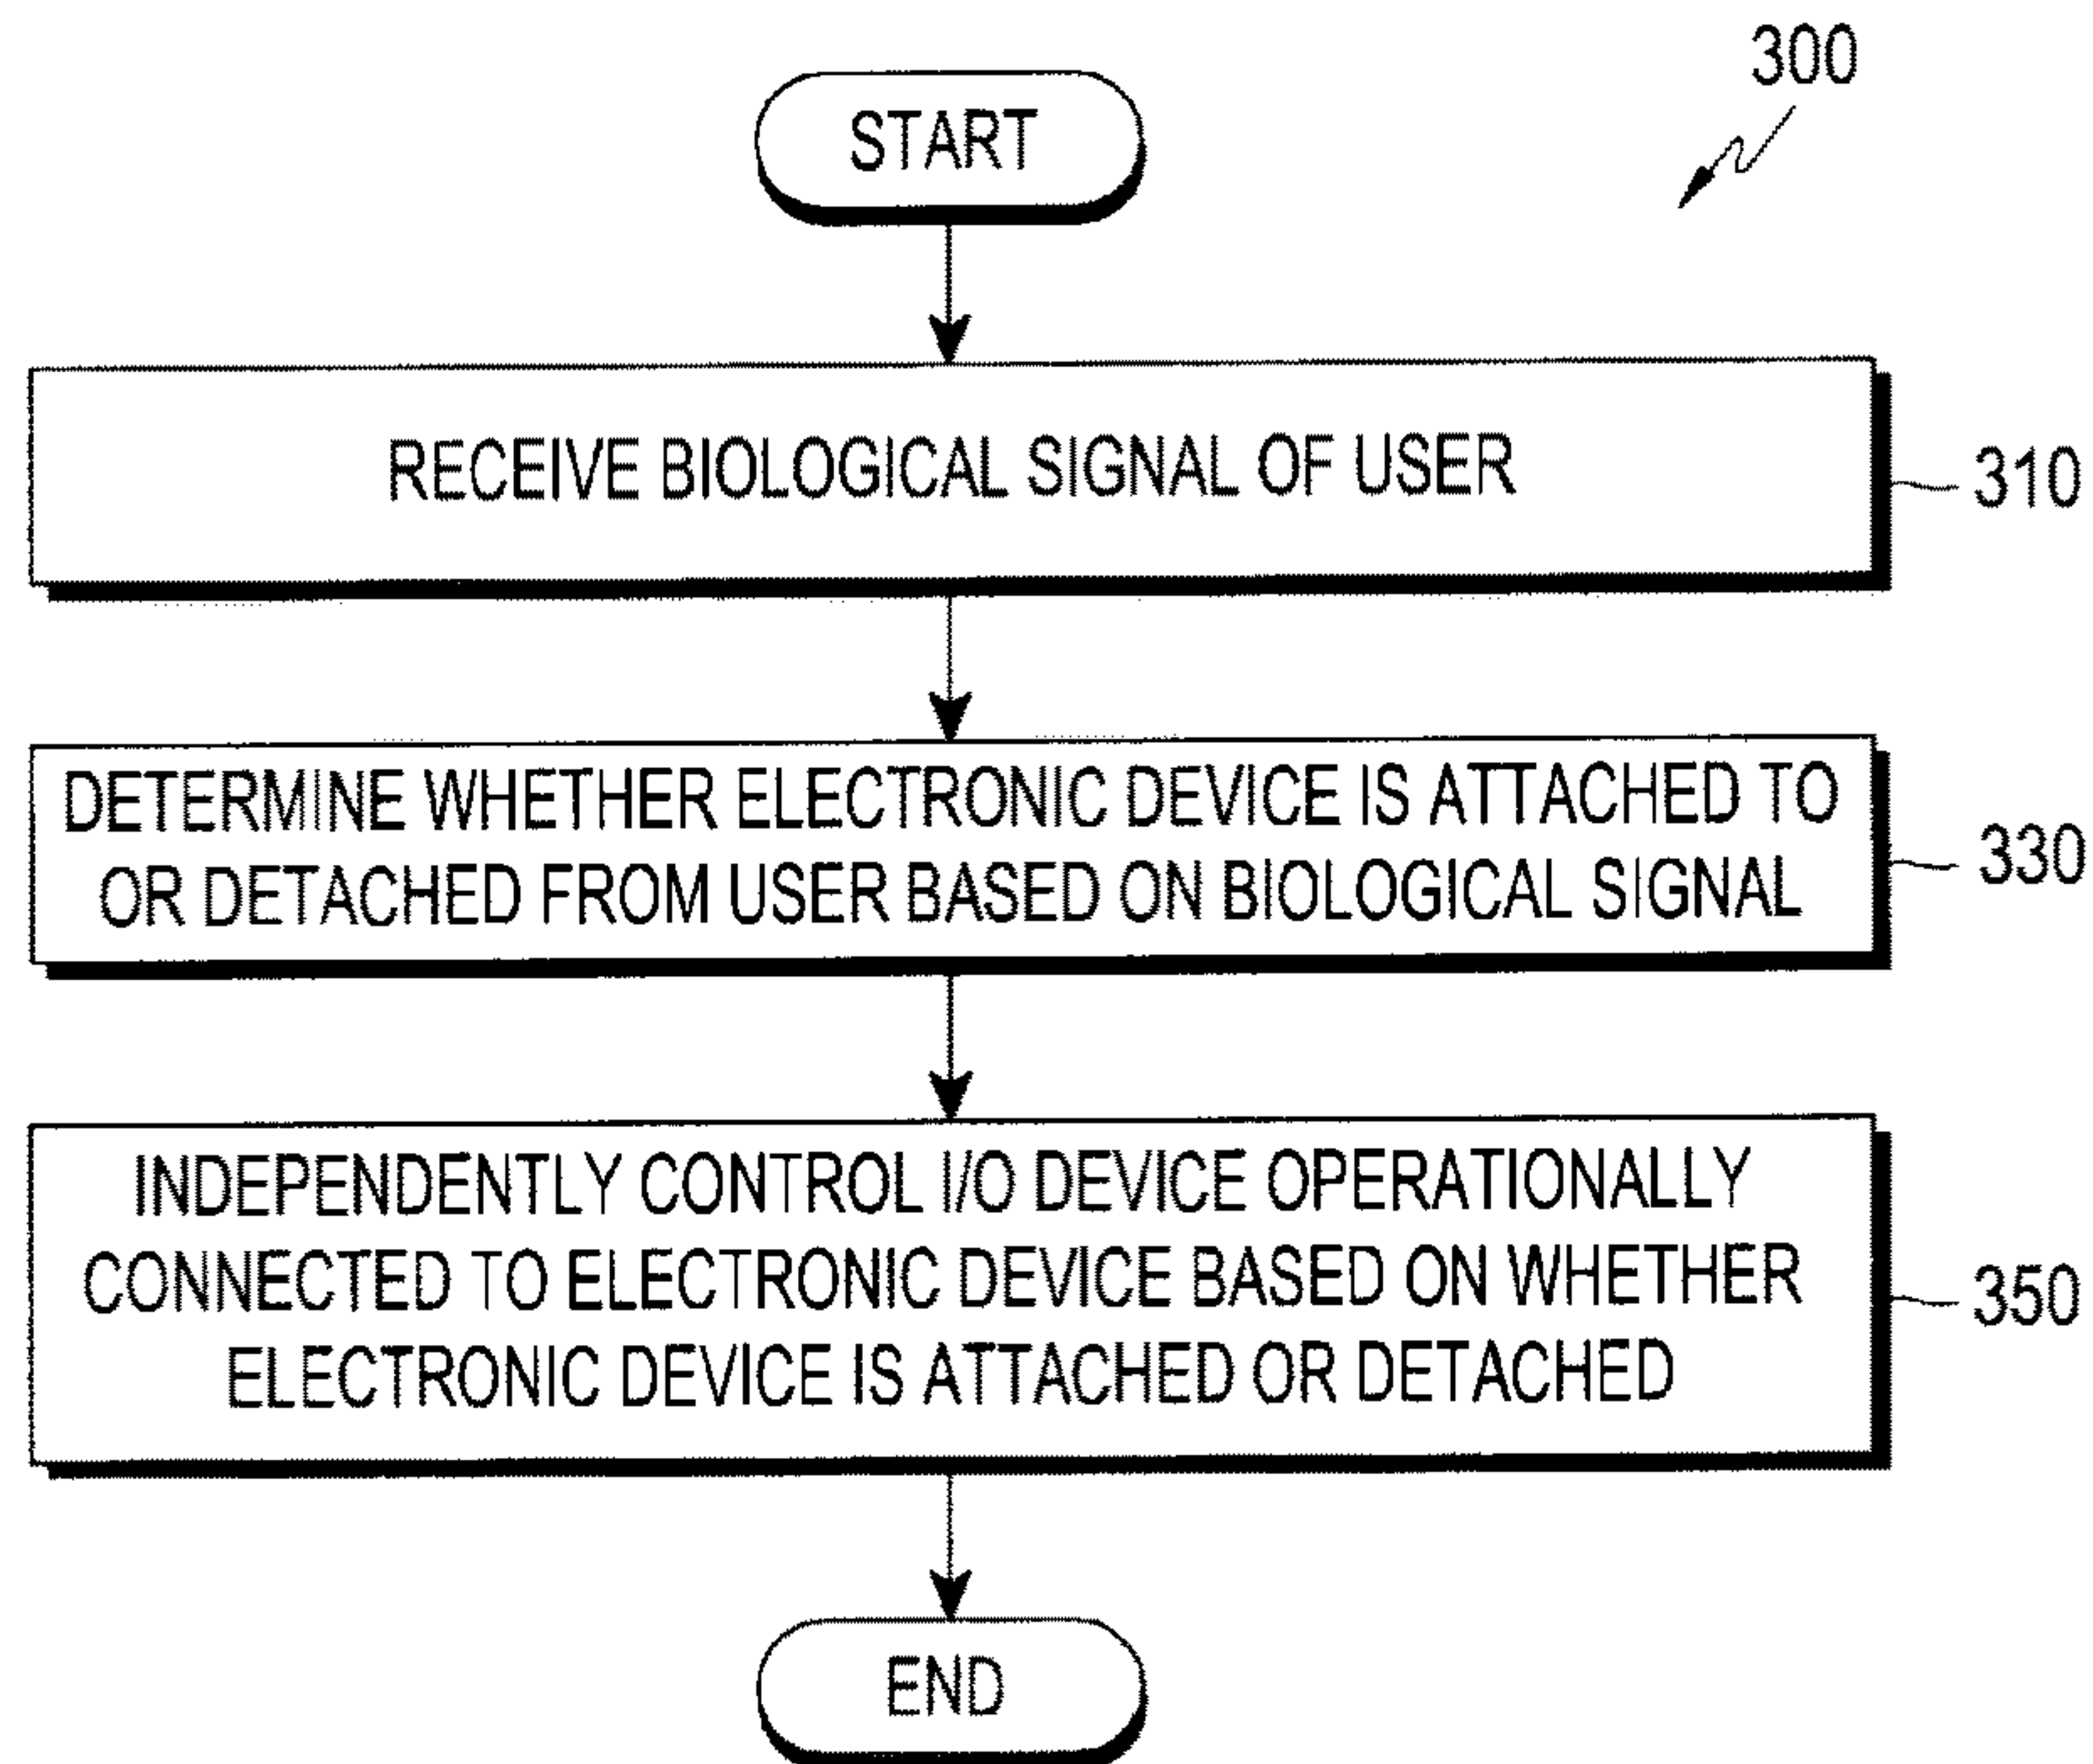 300
START
RECEIVE BIOLOGICAL SIGNAL OF USER
310
DETERMINE WHETHER ELECTRONIC DEVICE IS ATTACHED TO
OR DETACHED FROM USER BASED ON BIOLOGICAL SIGNAL
330
INDEPENDENTLY CONTROL I/O DEVICE OPERATIONALLY
CONNECTED TO ELECTRONIC DEVICE BASED ON WHETHER
ELECTRONIC DEVICE IS ATTACHED OR DETACHED
350
END